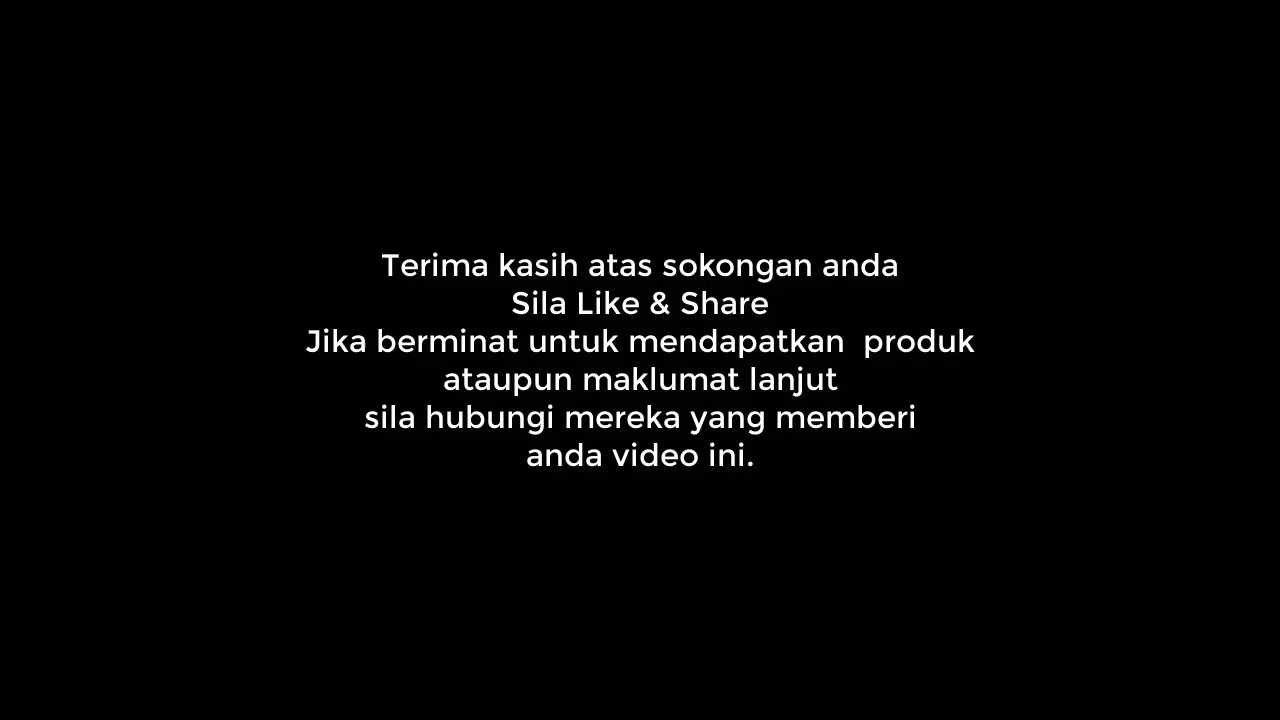 Terima kasih atas sokongan anda
Sila Like & Share
Jika berminat untuk mendapatkan  produk
ataupun maklumat lanjut
sila hubungi mereka yang memberi
anda video ini.